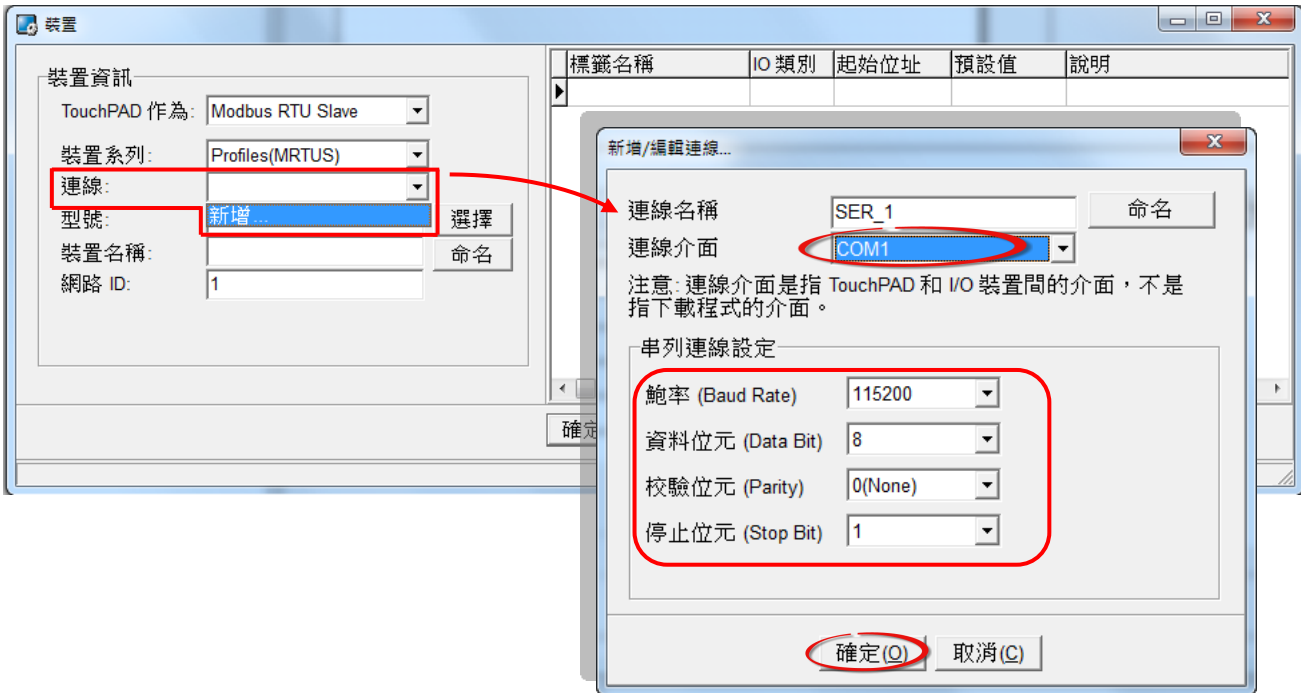 裝置
裝置資訊
TouchPAD 作為: Modbus RTU Slave
裝置系列: Profiles(MRTUS)
連線:
新增...
型號: 選擇
裝置名稱: 命名
網路 ID: 1
標籤名稱 IO 類別 起始位址 預設值 說明
確定
新增/編輯連線...
連線名稱 SER_1 命名
連線介面 COM1
注意: 連線介面是指 TouchPAD 和 I/O 裝置間的介面，不是
指下載程式的介面。
串列連線設定
鮑率 (Baud Rate) 115200
資料位元 (Data Bit) 8
校驗位元 (Parity) 0(None)
停止位元 (Stop Bit) 1
確定(O) 取消(C)